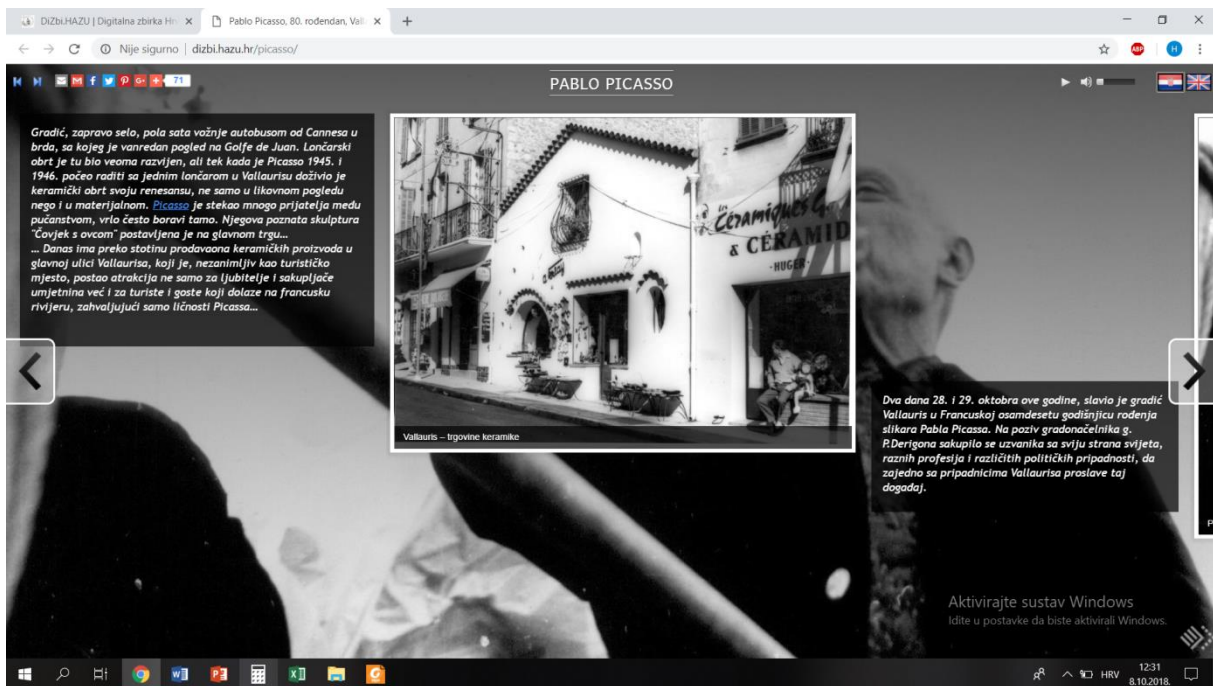 DiZbi.HAZU | Digitalna zbirka Hr
Pablo Picasso, 80. rođendan, Vall
Nije sigurno | dizbi.hazu.hr/picasso/
ABP
H
71
PABLO PICASSO
Gradić, zapravo selo, pola sata vožnje autobusom od Cannesa u
brda, sa kojeg je vanredan pogled na Golfe de Juan. Lončarski
obrt je tu bio veoma razvijen, ali tek kada je Picasso 1945. i
1946. počeo raditi sa jednim lončarom u Vallaurisu doživio je
keramički obrt svoju renesansu, ne samo u likovnom pogledu
nego i u materijalnom. Picasso je stekao mnogo prijatelja medu
pučanstvom, vrlo često boravi tamo. Njegova poznata skulptura
"Čovjek s ovcom" postavljena je na glavnom trgu...
... Danas ima preko stotinu prodavaona keramičkih proizvoda u
glavnoj ulici Vallaurisa, koji je, nezanimljiv kao turističko
mjesto, postao atrakcija ne samo za ljubitelje i sakupljače
umjetnina već i za turiste i goste koji dolaze na francusku
rivijeru, zahvaljujući samo ličnosti Picassa...
Les
Céramiques
& CÉRAMID
-HUGER-
Vallauris – trgovine keramike
Dva dana 28. i 29. oktobra ove godine, slavio je gradić
Vallauris u Francuskoj osamdesetu godišnjicu rođenja
slikara Pabla Picassa. Na poziv gradonačelnika g.
P.Derigona sakupilo se uzvanika sa sviju strana svijeta,
raznih profesija i različitih političkih pripadnosti, da
zajedno sa pripadnicima Vallaurisa proslave taj
događaj.
P
Aktivirajte sustav Windows
Idite u postavke da biste aktivirali Windows.
HRV
12:31
8.10.2018.